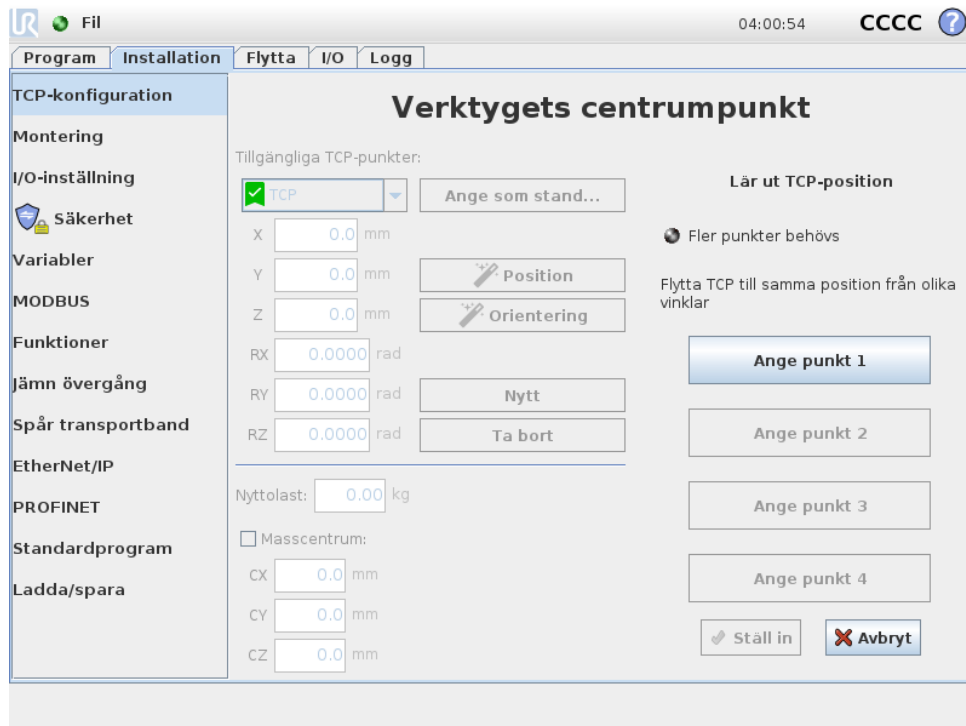 UR Fil 04:00:54 CCCC ?
Program Installation Flytta I/O Logg
TCP-konfiguration
Montering
I/O-inställning
Säkerhet
Variabler
MODBUS
Funktioner
Jämn övergång
Spår transportband
EtherNet/IP
PROFINET
Standardprogram
Ladda/spara
Verktygets centrumpunkt
Tillgängliga TCP-punkter:
TCP Ange som stand...
X 0.0 mm
Y 0.0 mm Position
Z 0.0 mm Orientering
RX 0.0000 rad
RY 0.0000 rad Nytt
RZ 0.0000 rad Ta bort
Nyttolast: 0.00 kg
Masscentrum:
CX 0.0 mm
CY 0.0 mm
CZ 0.0 mm
Lär ut TCP-position
Fler punkter behövs
Flytta TCP till samma position från olika
vinklar
Ange punkt 1
Ange punkt 2
Ange punkt 3
Ange punkt 4
Ställ in Avbryt